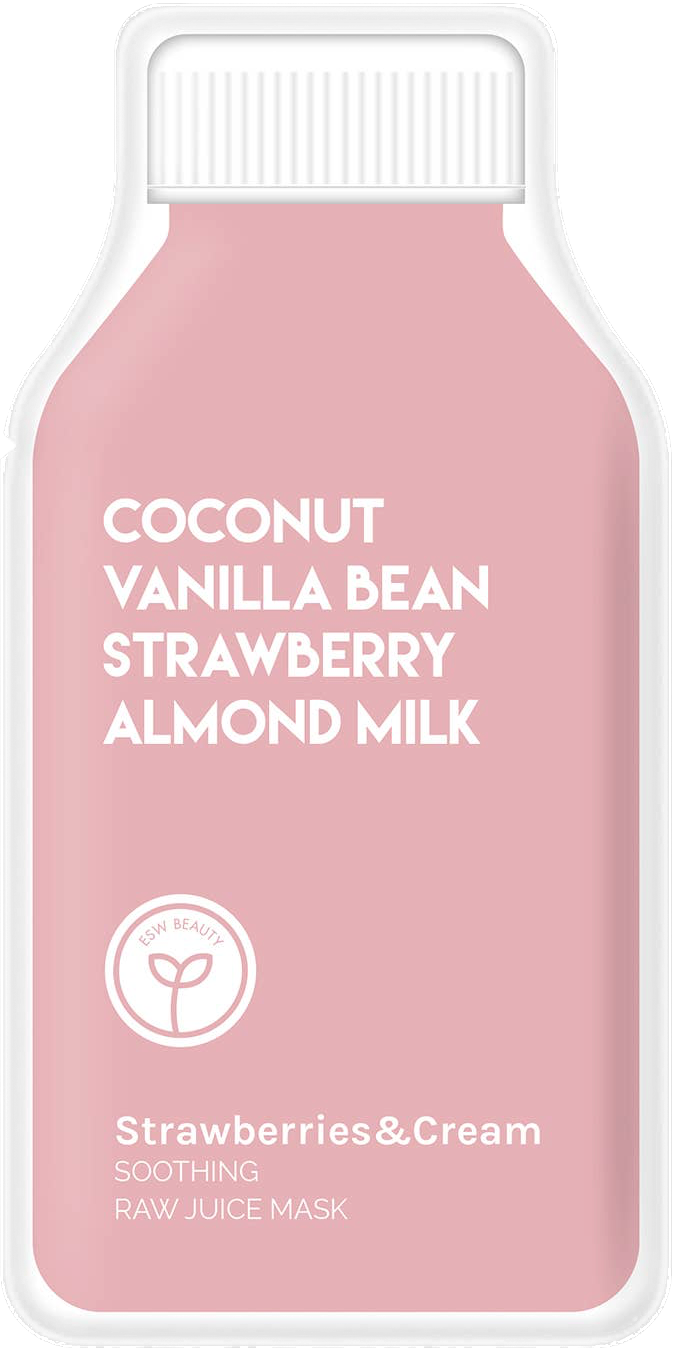 COCONUT
VANILLA BEAN
STRAWBERRY
ALMOND MILK
ESW BEAUTY
Strawberries&Cream
SOOTHING
RAW JUICE MASK